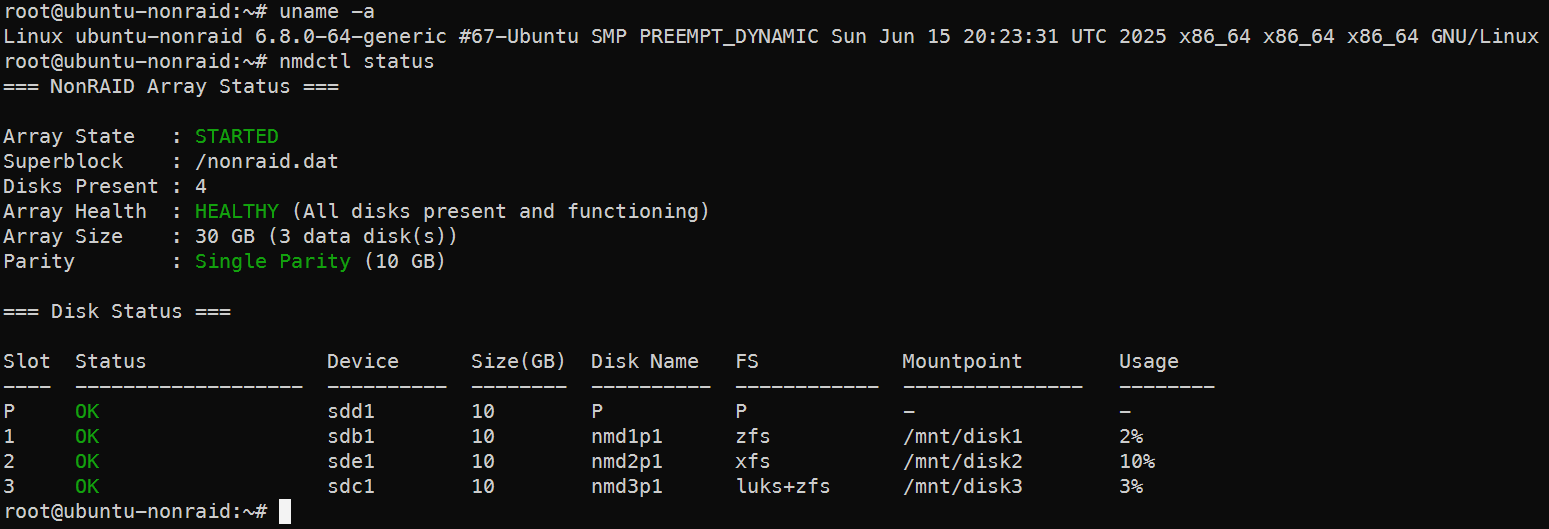 root@ubuntu-nonraid:~# uname -a
Linux ubuntu-nonraid 6.8.0-64-generic #67-Ubuntu SMP PREEMPT_DYNAMIC Sun Jun 15 20:23:31 UTC 2025 x86_64 x86_64 x86_64 GNU/Linux
root@ubuntu-nonraid:~# nmdctl status
=== NonRAID Array Status ===
Array State   : STARTED
Superblock    : /nonraid.dat
Disks Present : 4
Array Health  : HEALTHY (All disks present and functioning)
Array Size    : 30 GB (3 data disk(s))
Parity        : Single Parity (10 GB)
=== Disk Status ===
Slot  Status               Device      Size(GB)  Disk Name   FS            Mountpoint       Usage
----  -------------------  ----------  --------  ----------  ------------  ---------------  --------
P     OK                   sdd1        10        P           P             -                -
1     OK                   sdb1        10        nmd1p1      zfs           /mnt/disk1       2%
2     OK                   sde1        10        nmd2p1      xfs           /mnt/disk2       10%
3     OK                   sdc1        10        nmd3p1      luks+zfs      /mnt/disk3       3%
root@ubuntu-nonraid:~#